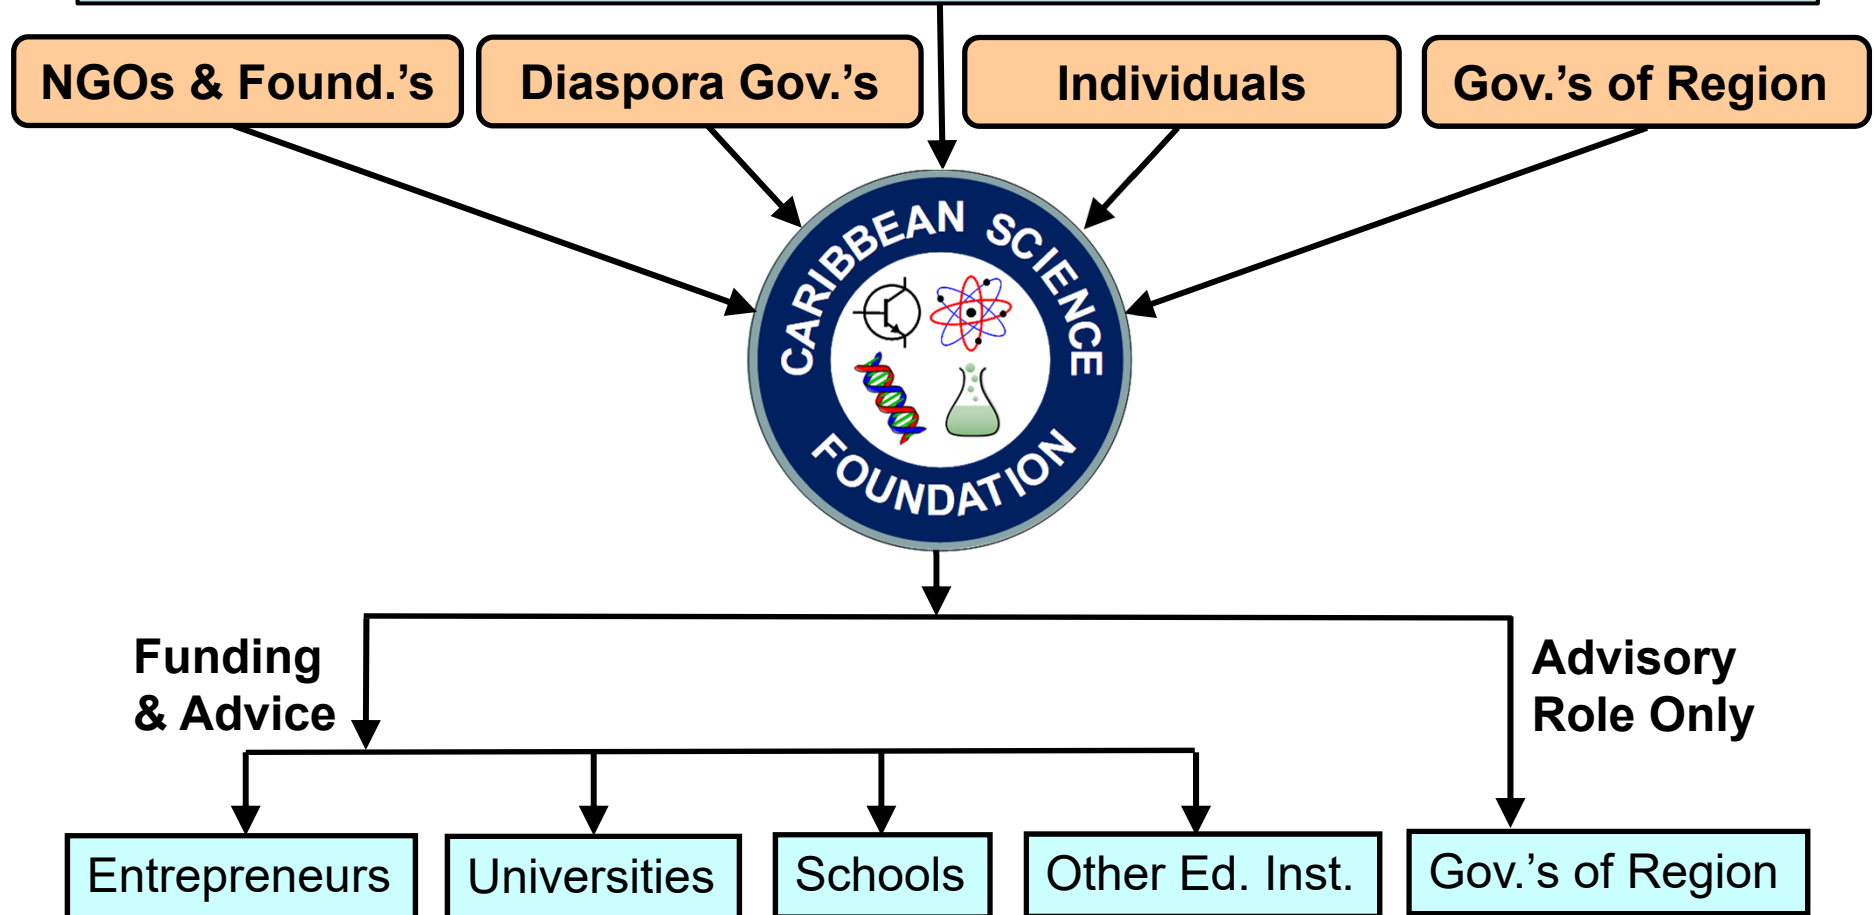 NGOs & Found.'s
Diaspora Gov.'s
Individuals
Gov.'s of Region
CARIBBEAN SCIENCE
FOUNDATION
Funding
& Advice
Advisory
Role Only
Entrepreneurs
Universities
Schools
Other Ed. Inst.
Gov.'s of Region